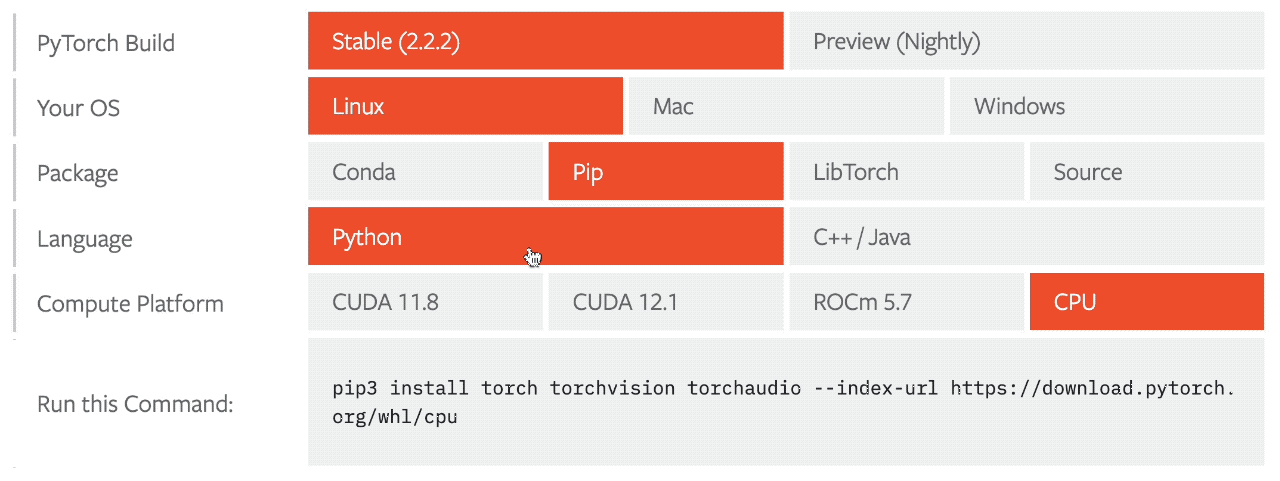 PyTorch Build
Stable (2.2.2)
Preview (Nightly)
Your OS
Linux
Mac
Windows
Package
Conda
Pip
LibTorch
Source
Language
Python
C++ / Java
Compute Platform
CUDA 11.8
CUDA 12.1
ROCm 5.7
CPU
Run this Command:
pip3 install torch torchvision torchaudio --index-url https://download.pytorch.
org/whl/cpu